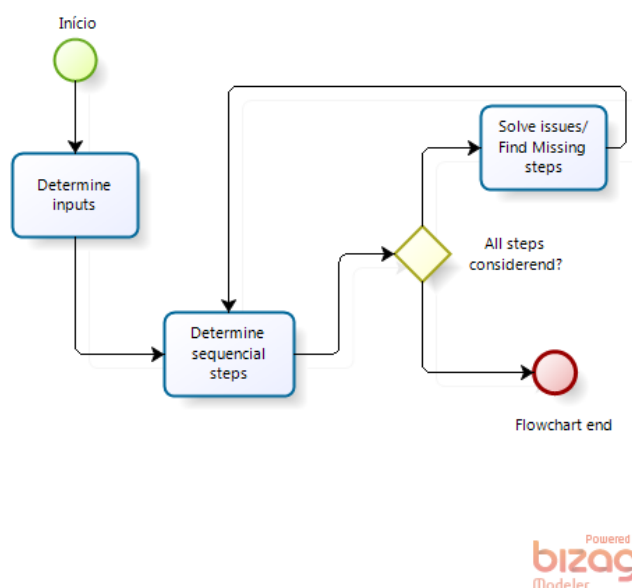 Início
Determine
inputs
Solve issues/
Find Missing
steps
All steps
considerend?
Determine
sequencial
steps
Flowchart end
Powered
bizag
Modeler